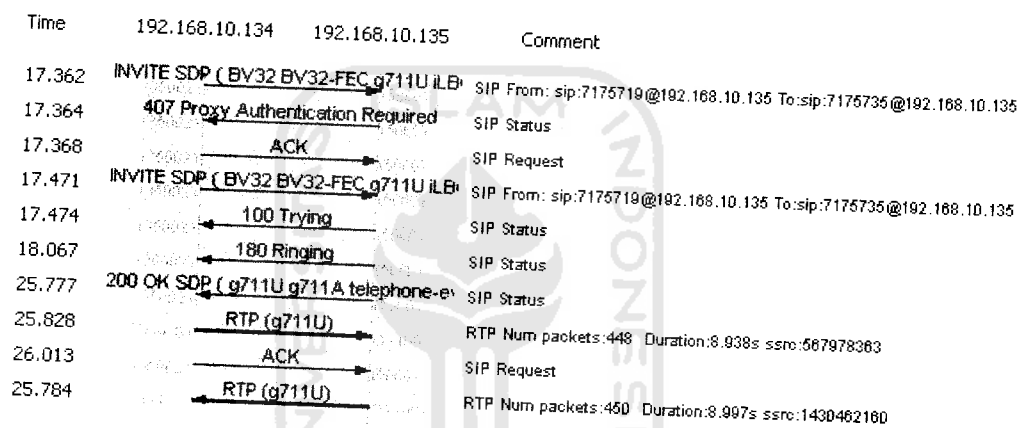 Time 192.168.10.134 192.168.10.135 Comment
17.362 INVITE SDP ( BV32 BV32-FEC g711U iLB SIP From: sip:7175719@192.168.10.135 To:sip:7175735@192.168.10.135
17.364 407 Proxy Authentication Required SIP Status
17.368 ACK SIP Request
17.471 INVITE SDP ( BV32 BV32-FEC g711U iLB SIP From: sip:7175719@192.168.10.135 To:sip:7175735@192.168.10.135
17.474 100 Trying SIP Status
18.067 180 Ringing SIP Status
25.777 200 OK SDP ( g711U g711A telephone-e SIP Status
25.828 RTP (g711U) RTP Num packets:448 Duration:8.938s ssrc:567978363
26.013 ACK SIP Request
25.784 RTP (g711U) RTP Num packets:450 Duration:8.997s ssrc:1430462160
ISLAM